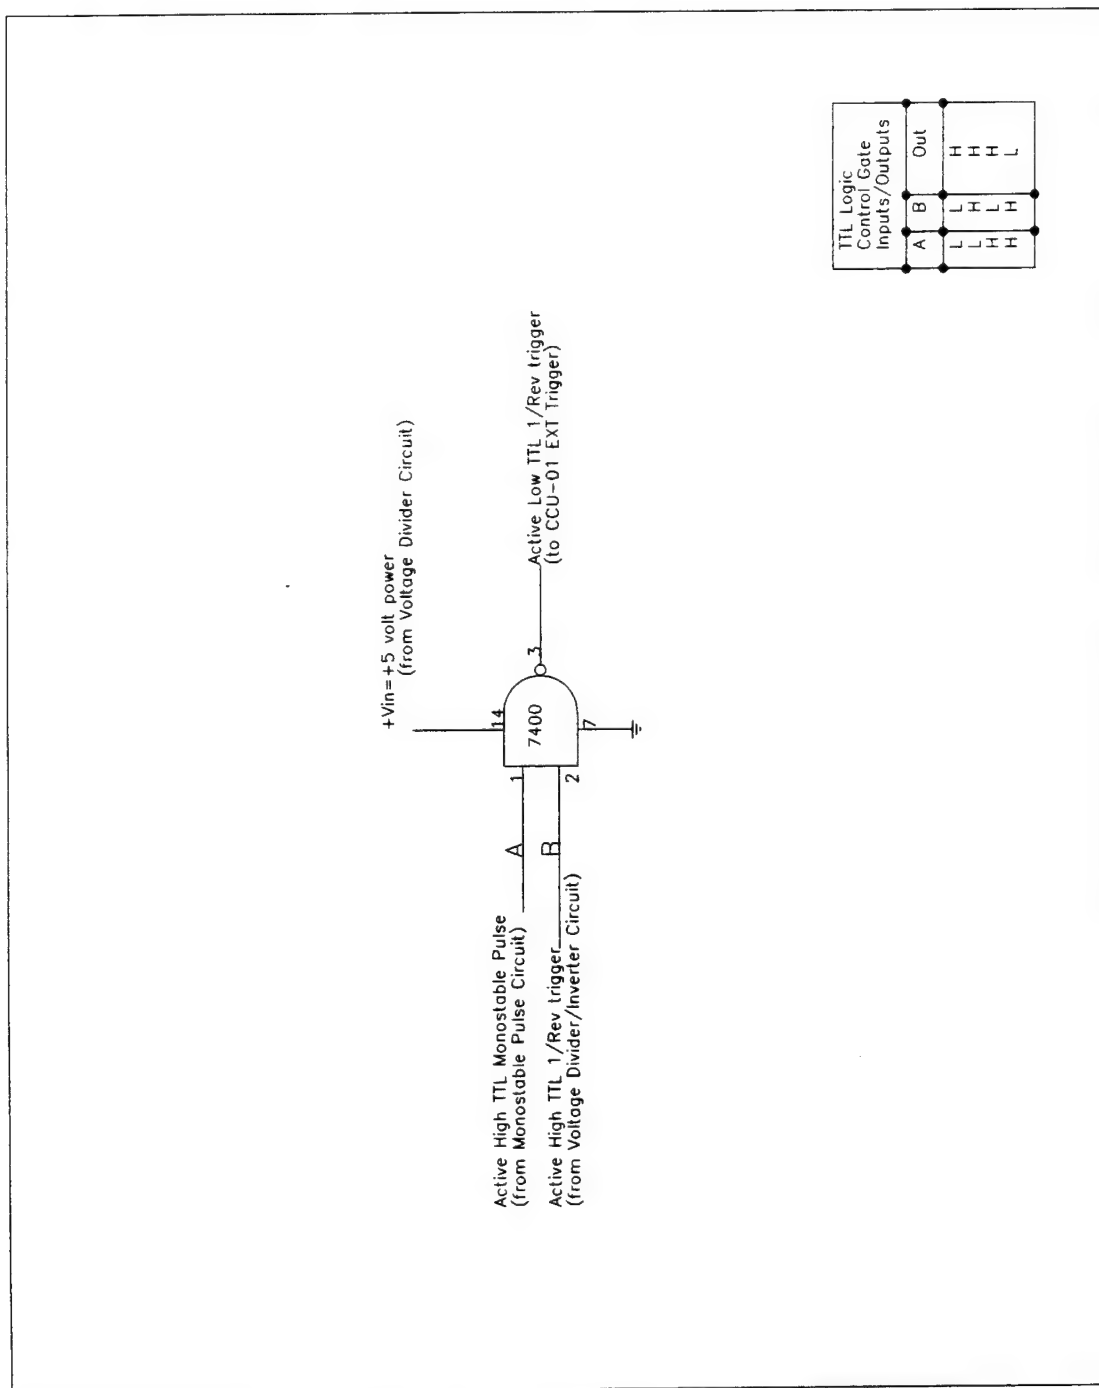 TTL Logic
Control Gate
Inputs/Outputs
A B Out
L L H
L H H
H L H
H H L
+Vin=+5 volt power
(from Voltage Divider Circuit)
14
Active High TTL Monostable Pulse
(from Monostable Pulse Circuit)
A
1
7400
3
Active Low TTL 1/Rev trigger
(to CCU-01 EXT Trigger)
B
2
7
Active High TTL 1/Rev trigger
(from Voltage Divider/Inverter Circuit)